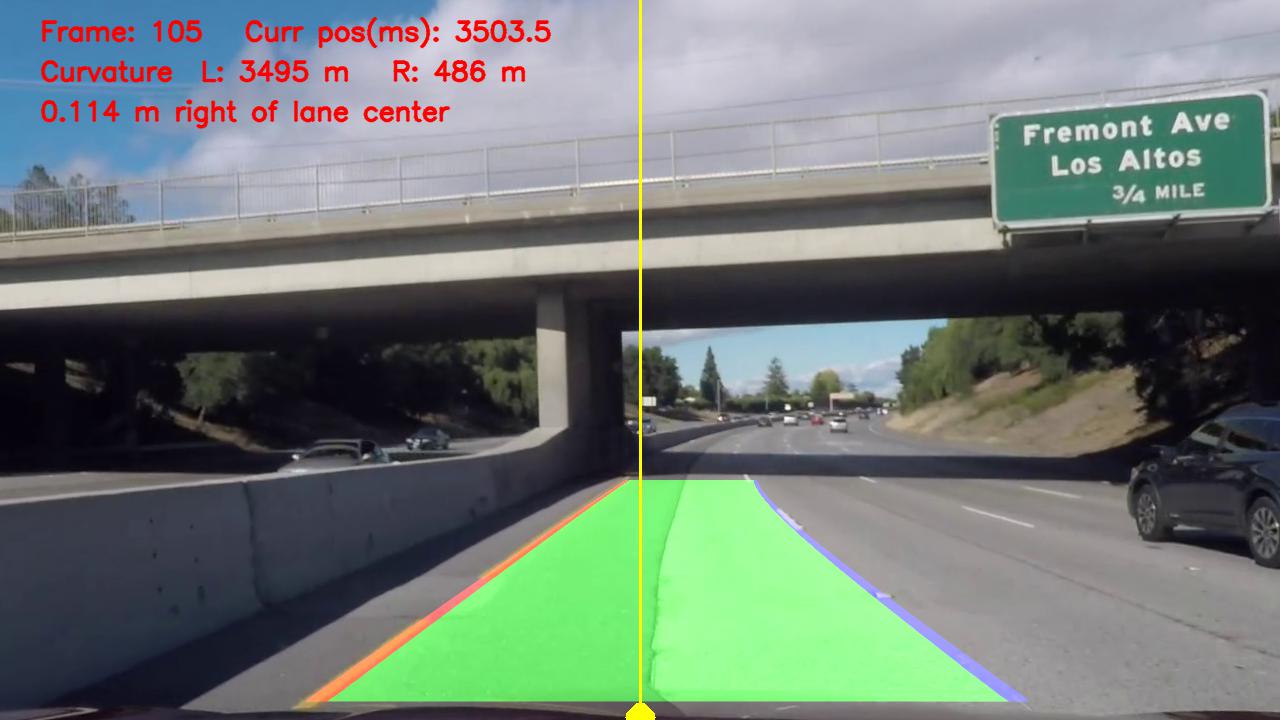 Frame: 105 Curr pos(ms): 3503.5
Curvature L: 3495 m R: 486 m
0.114 m right of lane center
Fremont Ave
Los Altos
3/4 MILE